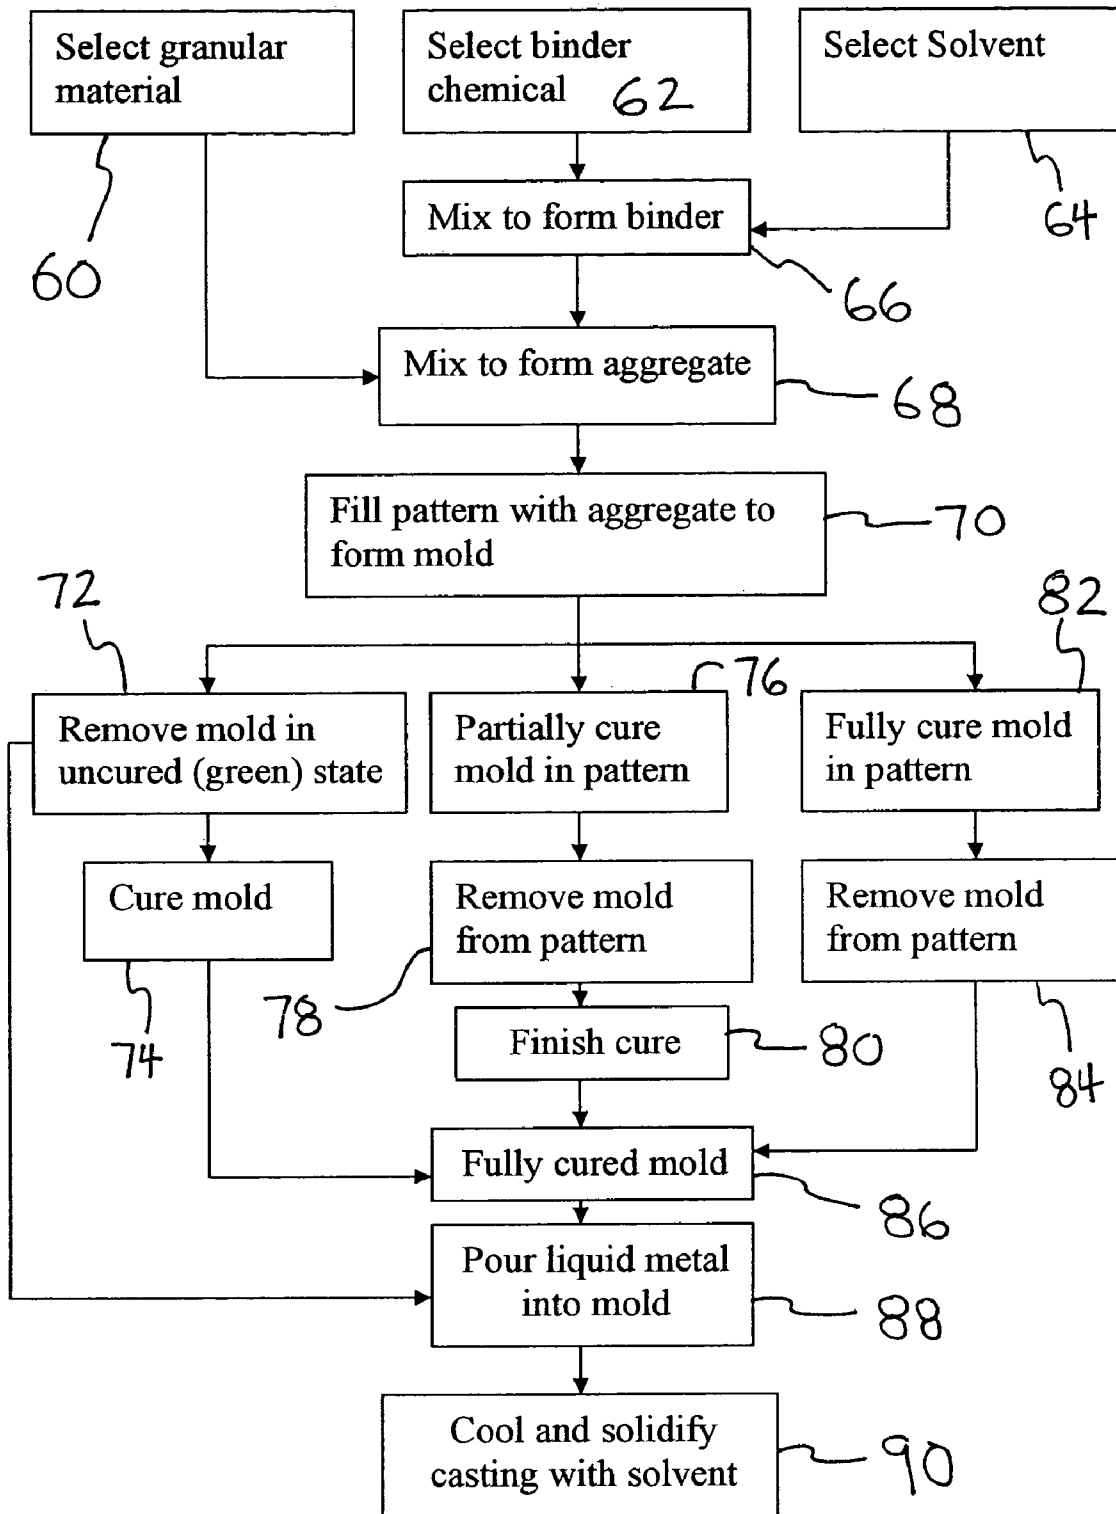 Select granular
material
Select binder
chemical 62
Select Solvent
60
Mix to form binder
64
66
Mix to form aggregate
68
Fill pattern with aggregate to
form mold
70
72
82
76
Remove mold in
uncured (green) state
Partially cure
mold in pattern
Fully cure mold
in pattern
Cure mold
Remove mold
from pattern
Remove mold
from pattern
74
78
Finish cure
80
84
Fully cured mold
86
Pour liquid metal
into mold
88
Cool and solidify
casting with solvent
90